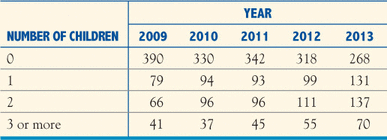 YEAR
NUMBER OF CHILDREN 2009 2010 2011 2012 2013
0 390 330 342 318 268
1 79 94 93 99 131
2 66 96 96 111 137
3 or more 41 37 45 55 70